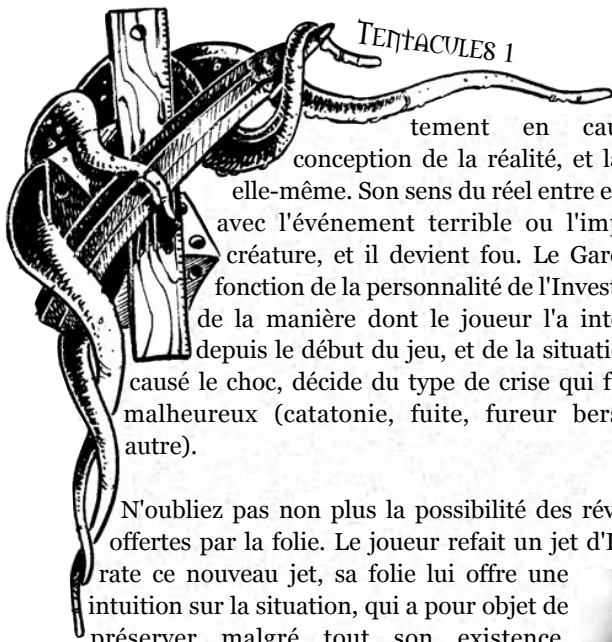 TENTACULES 1
tement en cau
conception de la réalité, et la
elle-même. Son sens du réel entre e
avec l'événement terrible ou l'imp
créature, et il devient fou. Le Gard
fonction de la personnalité de l'Invest
de la manière dont le joueur l'a inte
depuis le début du jeu, et de la situati
causé le choc, décide du type de crise qui f
malheureux (catatonie, fuite, fureur bers
autre).
N'oubliez pas non plus la possibilité des rév
offertes par la folie. Le joueur refait un jet d'I
rate ce nouveau jet, sa folie lui offre une
intuition sur la situation, qui a pour objet de
préserver malgré tout son existence